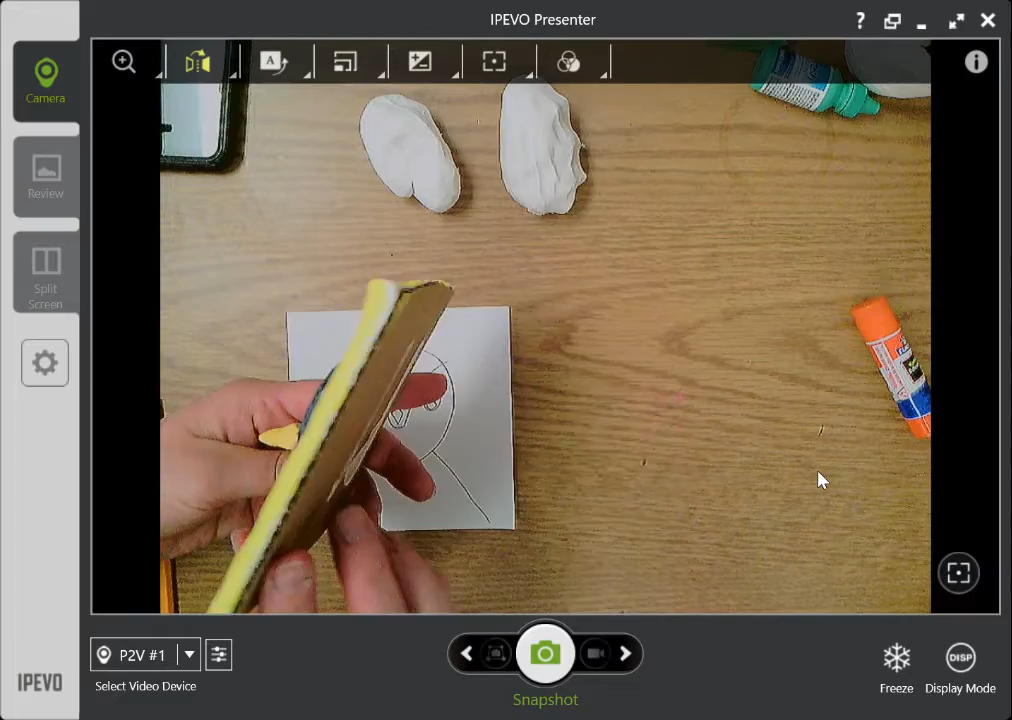 IPEVO Presenter
?
Camera
A
i
Review
Split
Screen
P2V #1
Select Video Device
Snapshot
Freeze
DISP
Display Mode
IPEVO